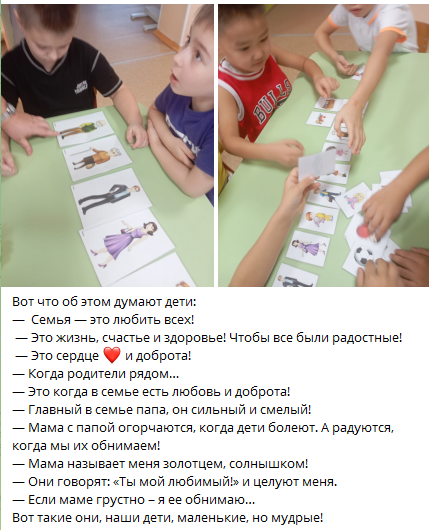 BULLS
Вот что об этом думают дети:
— Семья — это любить всех!
— Это жизнь, счастье и здоровье! Чтобы все были радостные!
— Это сердце ❤️ и доброта!
— Когда родители рядом...
— Это когда в семье есть любовь и доброта!
— Главный в семье папа, он сильный и смелый!
— Мама с папой огорчаются, когда дети болеют. А радуются,
когда мы их обнимаем!
— Мама называет меня золотцем, солнышком!
— Они говорят: «Ты мой любимый!» и целуют меня.
— Если маме грустно – я ее обнимаю...
Вот такие они, наши дети, маленькие, но мудрые!